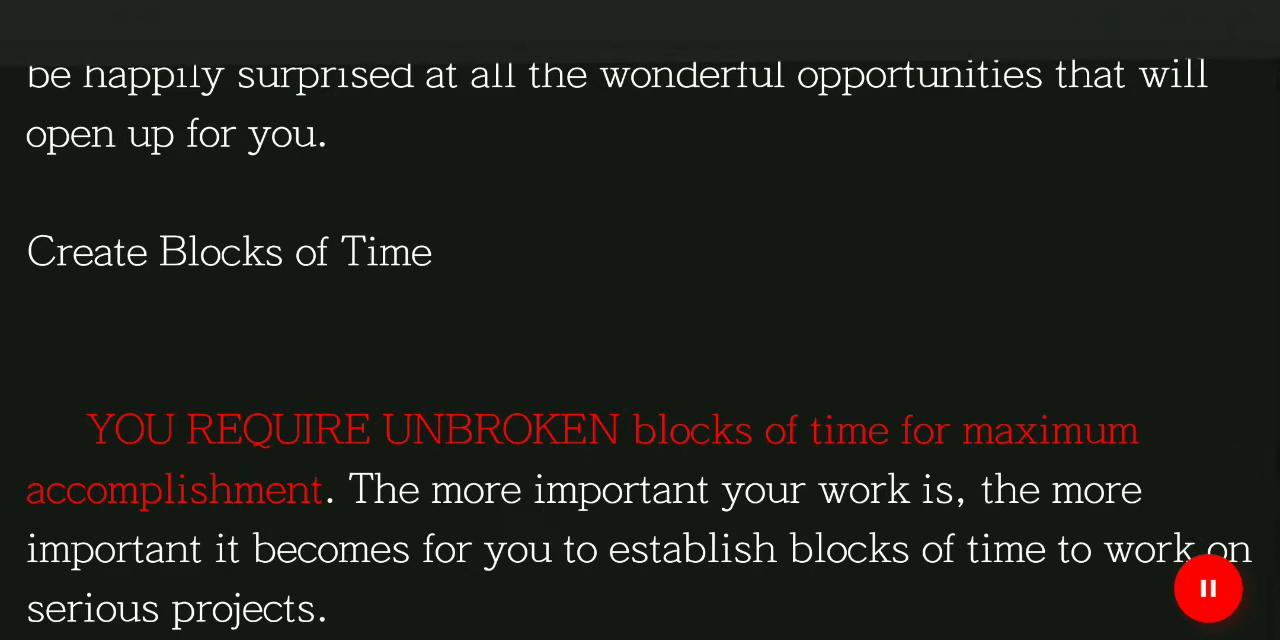 be happily surprised at all the wonderful opportunities that will
open up for you.
Create Blocks of Time
YOU REQUIRE UNBROKEN blocks of time for maximum
accomplishment. The more important your work is, the more
important it becomes for you to establish blocks of time to work on
serious projects.